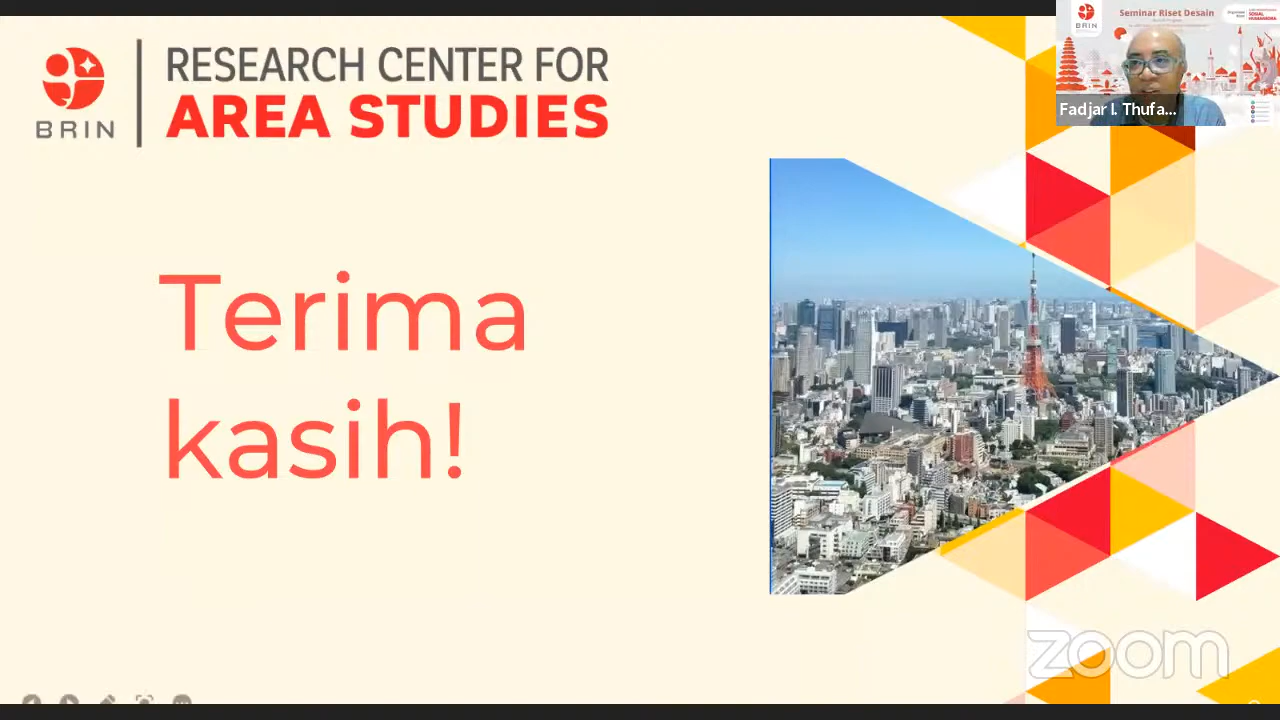 BRIN
RESEARCH CENTER FOR
AREA STUDIES
Terima
kasih!
BRIN
Seminar Riset Desain
Fadjar I. Thufa...
zoom